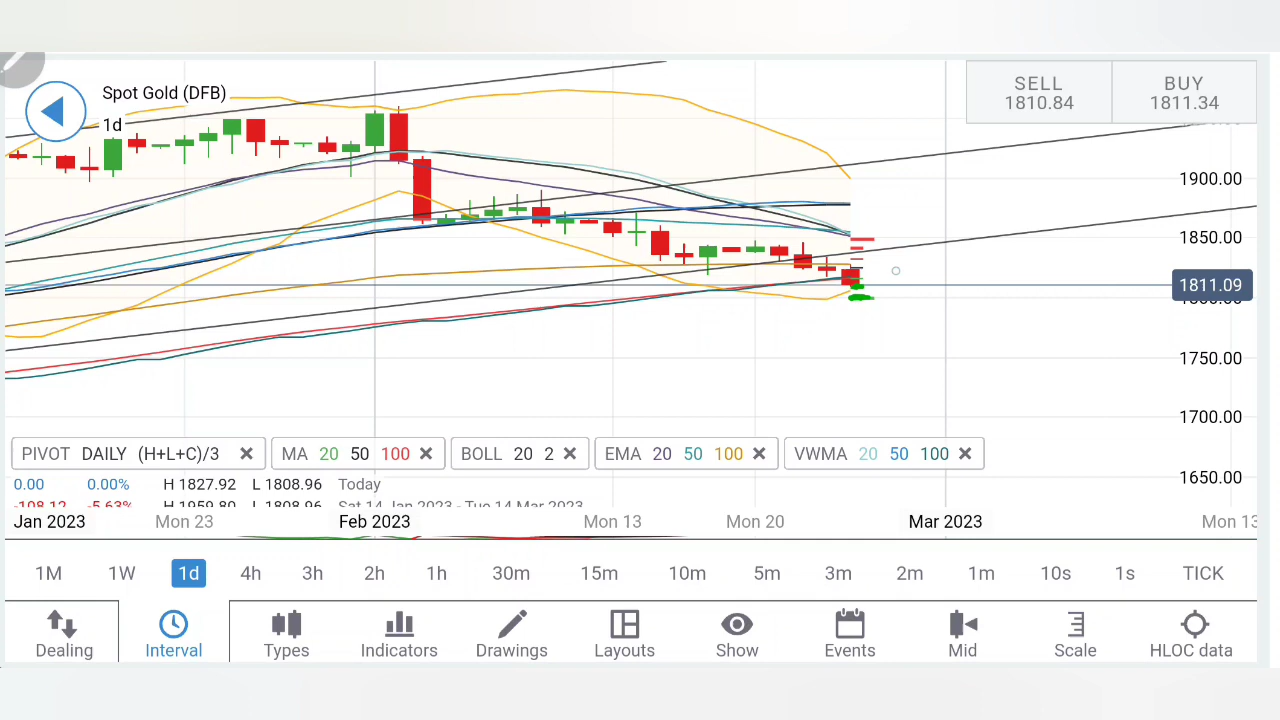 Spot Gold (DFB)
1d
SELL
1810.84
BUY
1811.34
1900.00
1850.00
1811.09
1750.00
1700.00
1650.00
PIVOT DAILY (H+L+C)/3
MA 20 50 100
BOLL 20 2
EMA 20 50 100
VWMA 20 50 100
0.00 0.00% H 1827.92 L 1808.96 Today
-108.12 -5.63% H 1959.80 L 1808.96 Sat 14 Jan 2023 - Tue 14 Mar 2023
Jan 2023 Mon 23 Feb 2023 Mon 13 Mon 20 Mar 2023 Mon 13
1M 1W 1d 4h 3h 2h 1h 30m 15m 10m 5m 3m 2m 1m 10s 1s TICK
Dealing Interval Types Indicators Drawings Layouts Show Events Mid Scale HLOC data